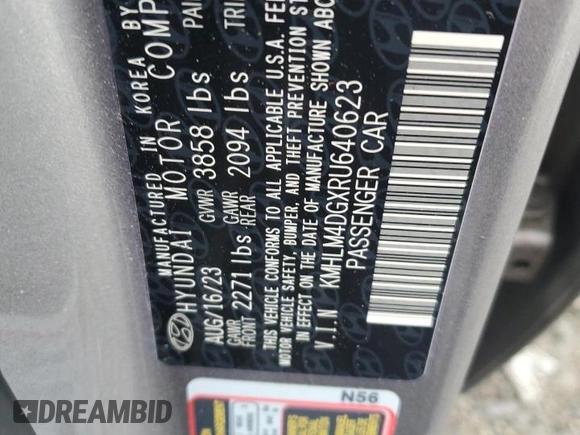 MANUFACTURED IN KOREA BY
HYUNDAI MOTOR COMP
AUG/16/23 GVWR 3858 lbs PAI
GAWR FRONT 2271 lbs GAWR REAR 2094 lbs TRI
THIS VEHICLE CONFORMS TO ALL APPLICABLE U.S.A. FE
MOTOR VEHICLE SAFETY, BUMPER, AND THEFT PREVENTION ST
ON THE DATE OF MANUFACTURE SHOWN ABO
V.I.N KMHLM4DGXRU640623
PASSENGER CAR
N56
DREAMBID